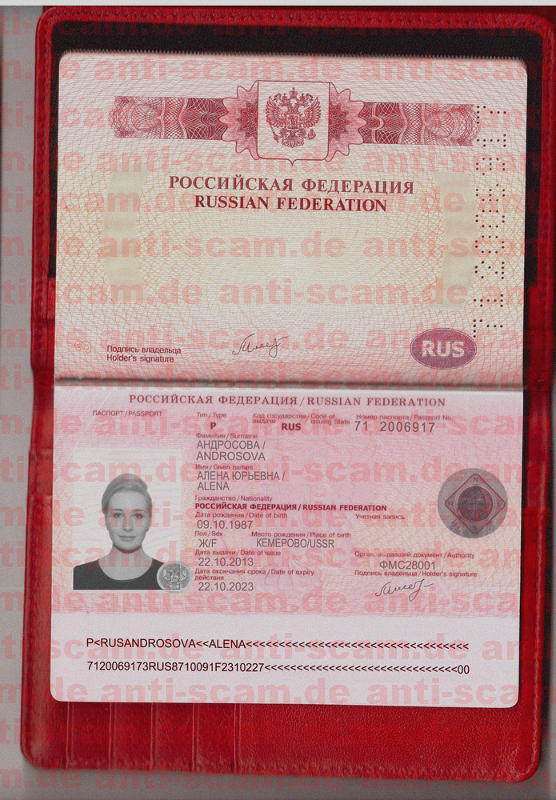 anti-scam.de anti-scam.de
РОССИЙСКАЯ ФЕДЕРАЦИЯ
RUSSIAN FEDERATION
Подпись владельца
Holder's signature
RUS
РОССИЙСКАЯ ФЕДЕРАЦИЯ / RUSSIAN FEDERATION
ПАСПОРТ / PASSPORT
Тип / Type
Код государства / Code of
выдачи issuing State
Номер паспорта / Passport No.
P RUS 71 2006917
Фамилия / Surname
АНДРОСОВА /
ANDROSOVA
Имя / Given names
АЛЕНА ЮРЬЕВНА /
ALENA
Гражданство / Nationality
РОССИЙСКАЯ ФЕДЕРАЦИЯ / RUSSIAN FEDERATION
Дата рождения / Date of birth
Учетная запись
09.10.1987
Пол / Sex
Место рождения / Place of birth
Ж/F КЕМЕРОВО/USSR
Дата выдачи / Date of issue
Орган, выдавший документ / Authority
22.10.2013 ФМС28001
Дата окончания срока / Date of expiry
действия
Подпись владельца / Holder's signature
22.10.2023
P<RUSANDROSOVA<<ALENA<<<<<<<<<<<<<<<<<<<<<<<<<<<<<<<<<<<
7120069173RUS8710091F2310227<<<<<<<<<<<<<<<<<<<<<<<<<<<<<<00